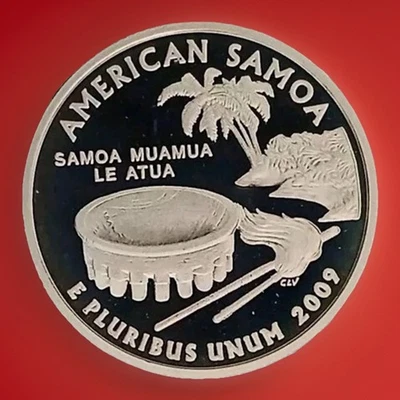 AMERICAN SAMOA
SAMOA MUAMUA
LE ATUA
CLV
E PLURIBUS UNUM 2009